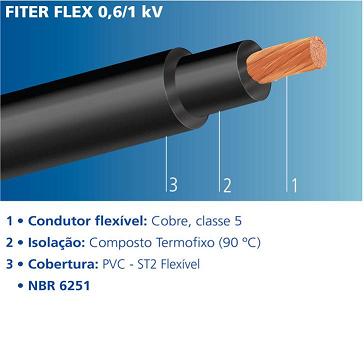 FITER FLEX 0,6/1 kV
3 2 1
1 • Condutor flexível: Cobre, classe 5
2 • Isolação: Composto Termofixo (90 ºC)
3 • Cobertura: PVC - ST2 Flexível
• NBR 6251